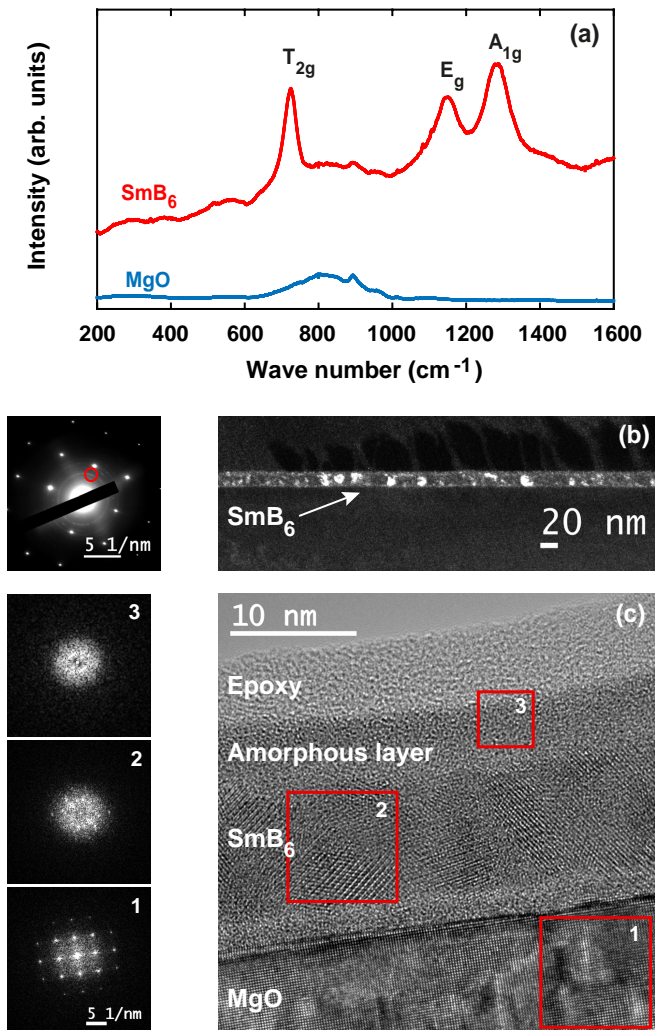 (a)
T2g
Eg
A1g
Intensity (arb. units)
SmB6
MgO
200 400 600 800 1000 1200 1400 1600
Wave number (cm-1)
5 1/nm
(b)
SmB6
20 nm
3
2
1
5 1/nm
10 nm
(c)
Epoxy
3
Amorphous layer
2
SmB6
1
MgO